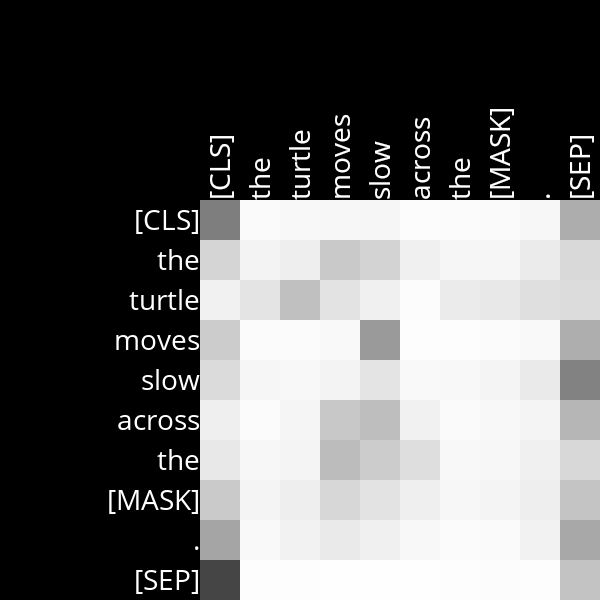 [CLS] the turtle moves slow across the [MASK] . [SEP]
[CLS]
the
turtle
moves
slow
across
the
[MASK]
.
[SEP]